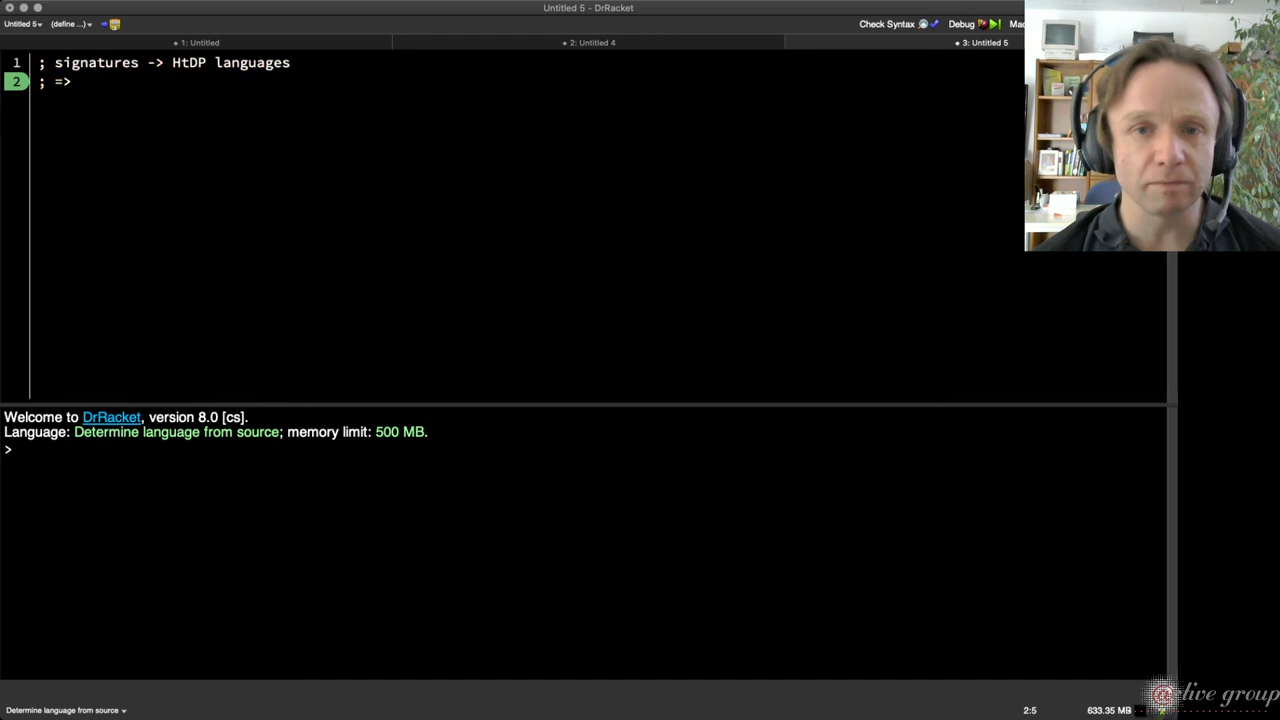 Untitled 5 - DrRacket
Untitled 5 (define ...) Check Syntax Debug Mac
1: Untitled 2: Untitled 4 3: Untitled 5
1 ; signatures -> HtDP languages
2 ; =>
Welcome to DrRacket, version 8.0 [cs].
Language: Determine language from source; memory limit: 500 MB.
>
Determine language from source 2:5 633.35 MB
live group